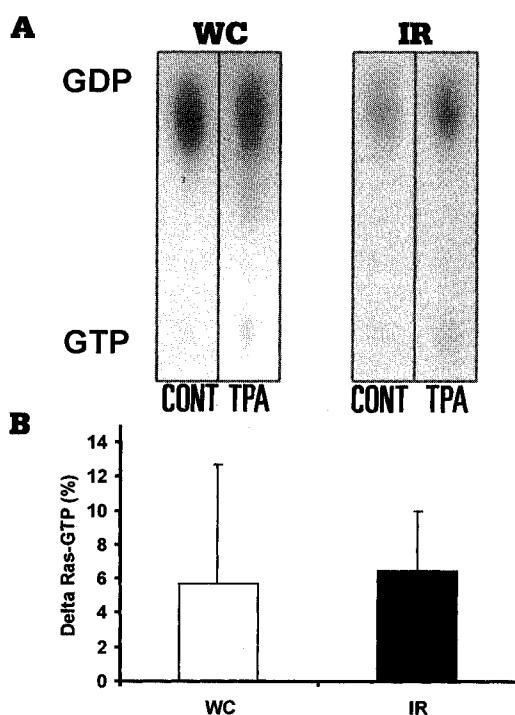 A
WC IR
GDP
GTP
CONT TPA CONT TPA
B
Delta Ras-GTP (%)
14
12
10
8
6
4
2
0
WC IR